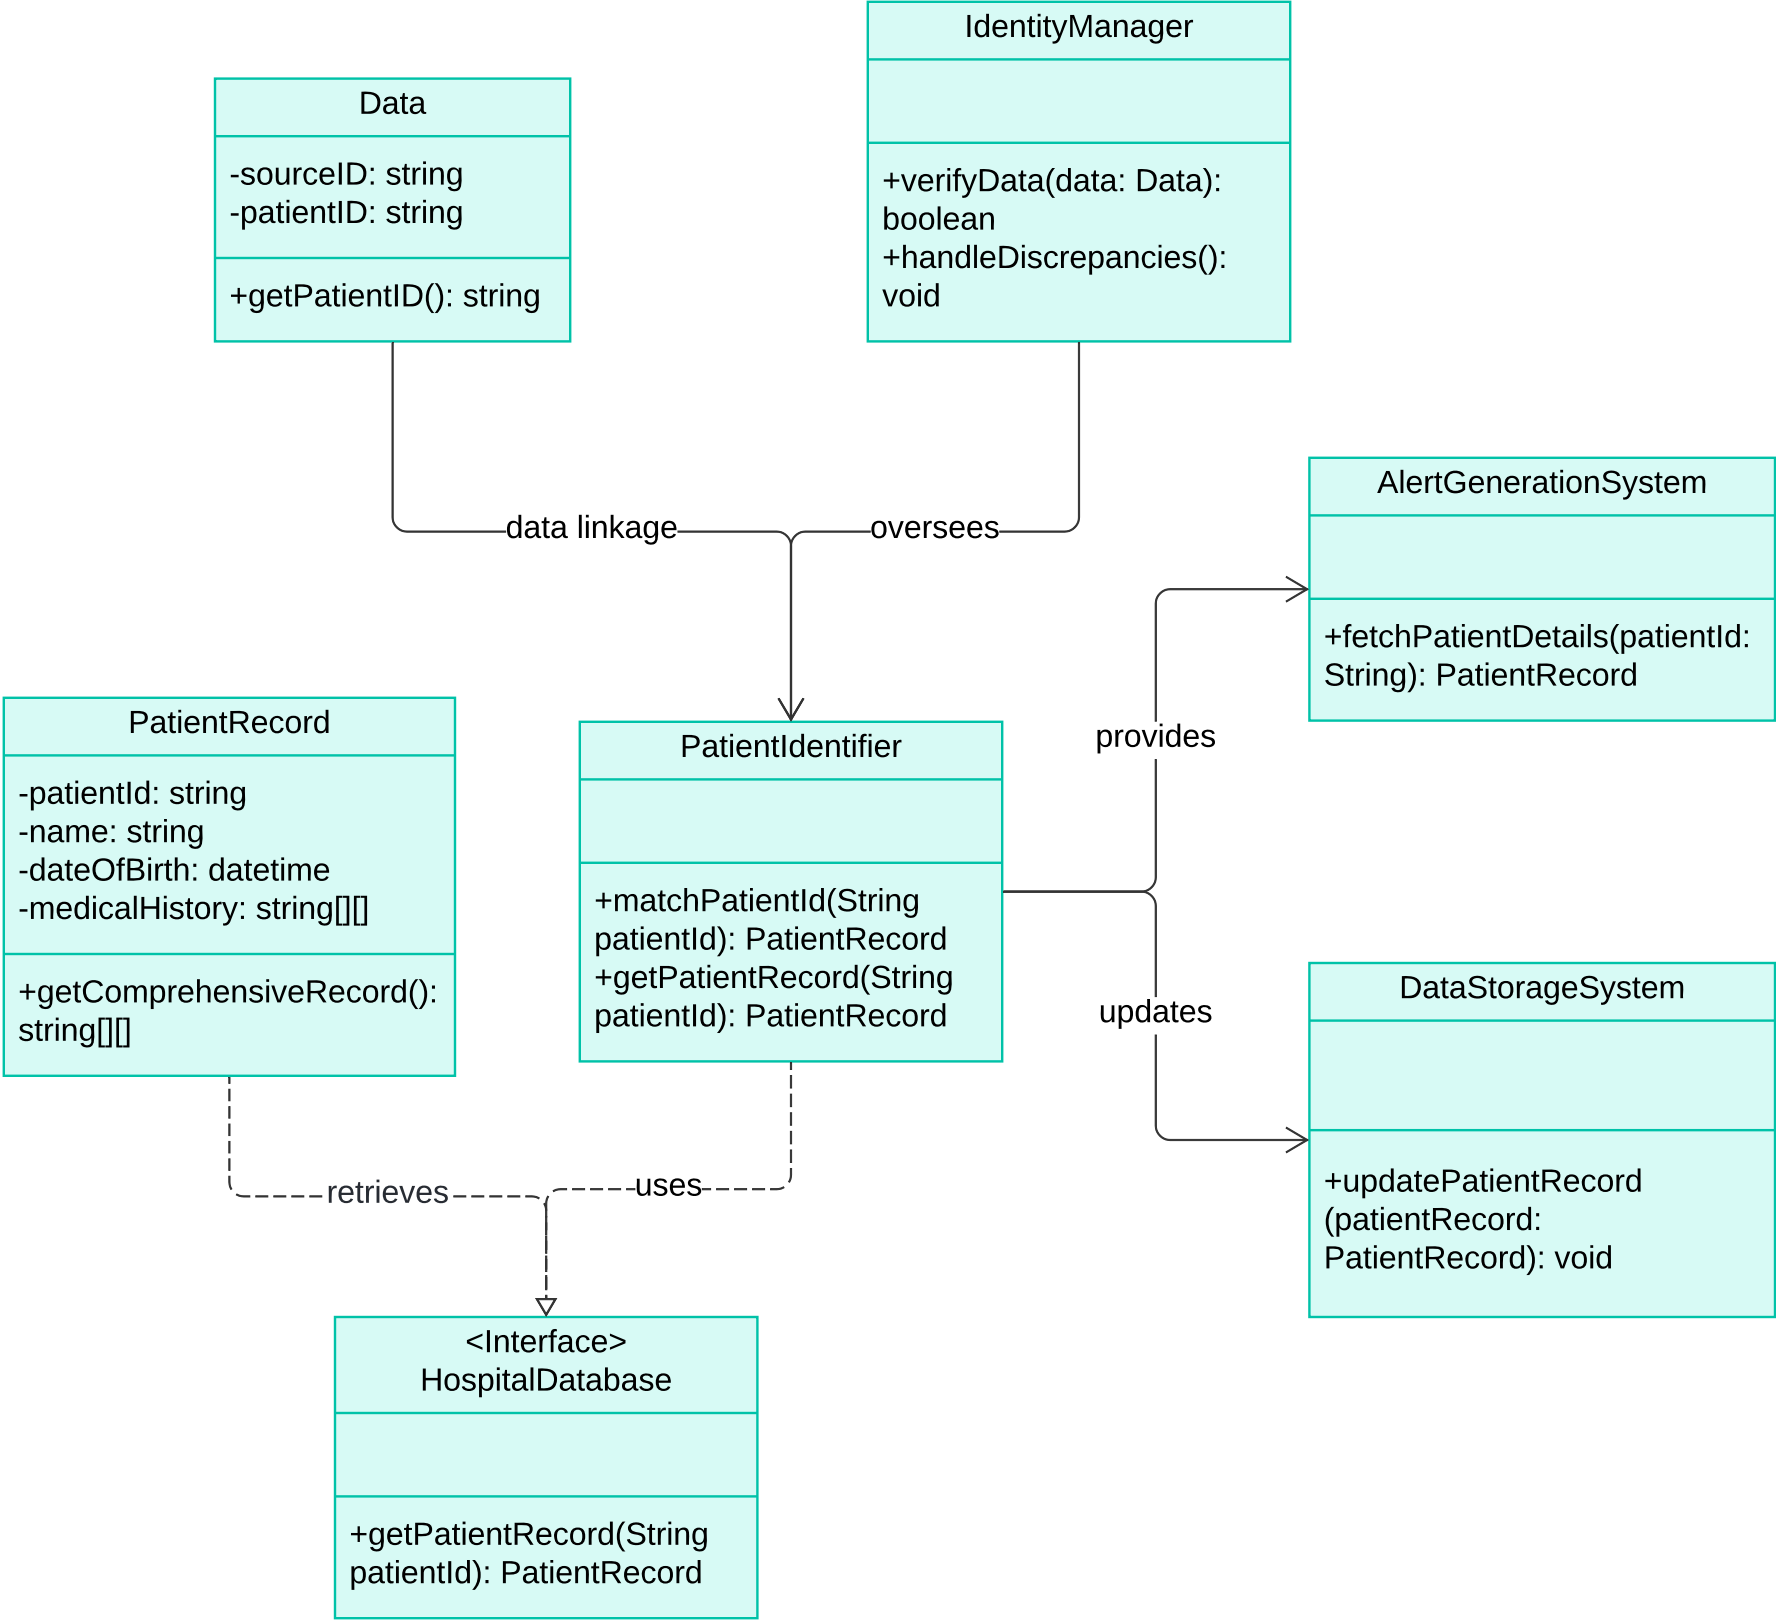 IdentityManager
+verifyData(data: Data):
boolean
+handleDiscrepancies():
void
Data
-sourceID: string
-patientID: string
+getPatientID(): string
data linkage
oversees
AlertGenerationSystem
+fetchPatientDetails(patientId:
String): PatientRecord
PatientRecord
-patientId: string
-name: string
-dateOfBirth: datetime
-medicalHistory: string[][]
+getComprehensiveRecord():
string[][]
PatientIdentifier
+matchPatientId(String
patientId): PatientRecord
+getPatientRecord(String
patientId): PatientRecord
provides
updates
DataStorageSystem
+updatePatientRecord
(patientRecord:
PatientRecord): void
retrieves
uses
<Interface>
HospitalDatabase
+getPatientRecord(String
patientId): PatientRecord